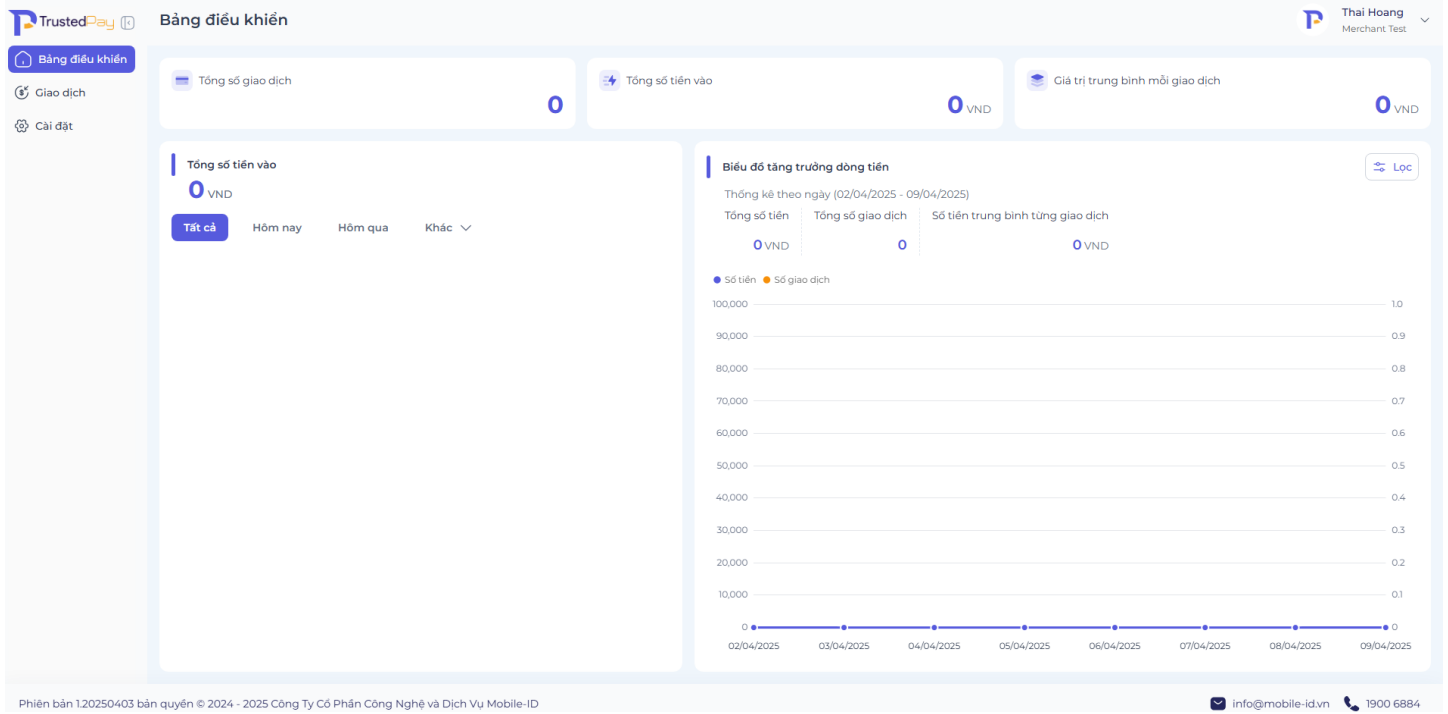 TrustedPay
Bảng điều khiển
Thai Hoang
Merchant Test
Bảng điều khiển
Giao dịch
Cài đặt
Tổng số giao dịch
0
Tổng số tiền vào
0 VND
Giá trị trung bình mỗi giao dịch
0 VND
Tổng số tiền vào
0 VND
Tất cả Hôm nay Hôm qua Khác
Biểu đồ tăng trưởng dòng tiền
Lọc
Thống kê theo ngày (02/04/2025 - 09/04/2025)
Tổng số tiền Tổng số giao dịch Số tiền trung bình từng giao dịch
0 VND 0 0 VND
Số tiền Số giao dịch
100,000 1.0
90,000 0.9
80,000 0.8
70,000 0.7
60,000 0.6
50,000 0.5
40,000 0.4
30,000 0.3
20,000 0.2
10,000 0.1
0 0
02/04/2025 03/04/2025 04/04/2025 05/04/2025 06/04/2025 07/04/2025 08/04/2025 09/04/2025
Phiên bản 1.20250403 bản quyền © 2024 - 2025 Công Ty Cổ Phần Công Nghệ và Dịch Vụ Mobile-ID
info@mobile-id.vn 1900 6884